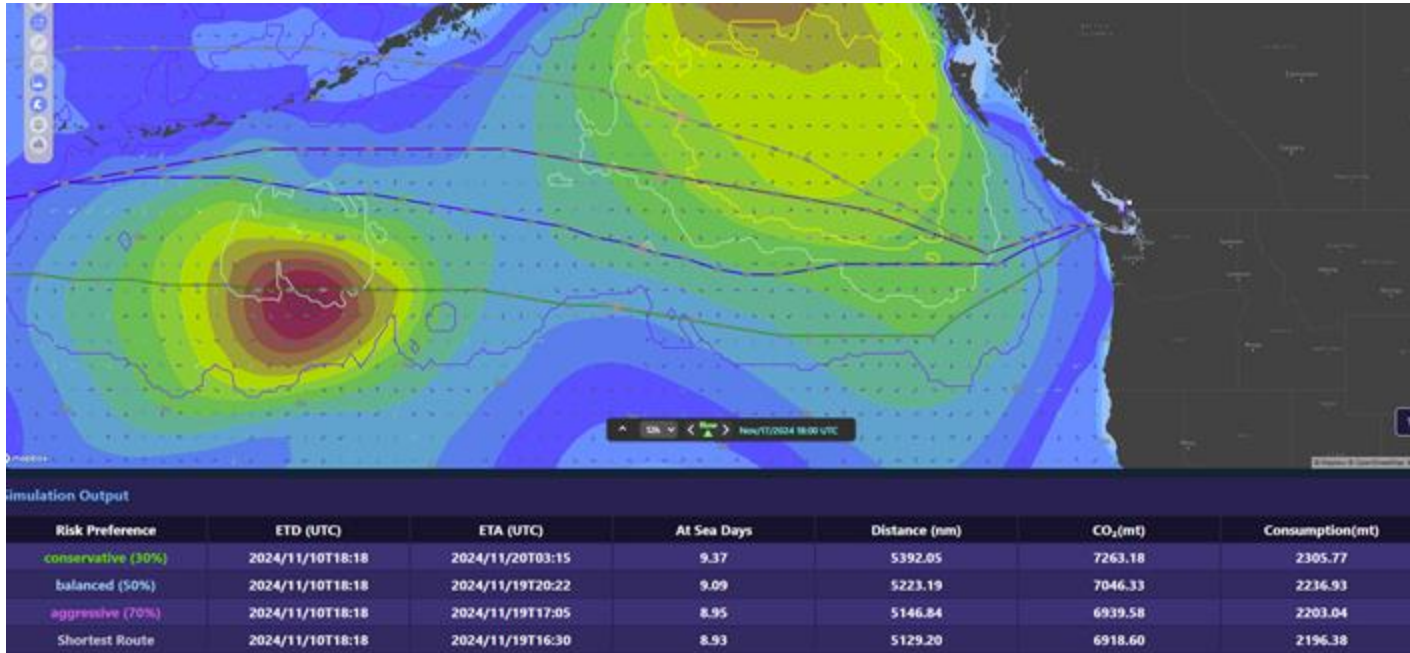 12h Now Nov/17/2024 18:00 UTC
mapbox
Simulation Output
Risk Preference ETD (UTC) ETA (UTC) At Sea Days Distance (nm) CO₂(mt) Consumption(mt)
conservative (30%) 2024/11/10T18:18 2024/11/20T03:15 9.37 5392.05 7263.18 2305.77
balanced (50%) 2024/11/10T18:18 2024/11/19T20:22 9.09 5223.19 7046.33 2236.93
aggressive (70%) 2024/11/10T18:18 2024/11/19T17:05 8.95 5146.84 6939.58 2203.04
Shortest Route 2024/11/10T18:18 2024/11/19T16:30 8.93 5129.20 6918.60 2196.38